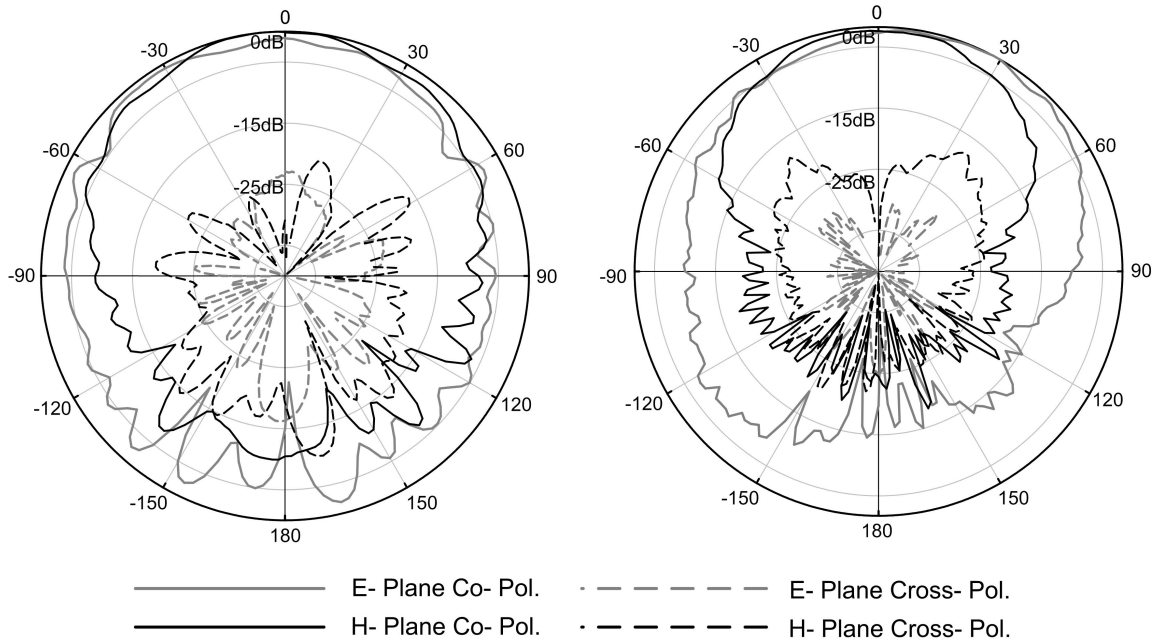 0
0dB
-30
30
-15dB
-60
60
-25dB
-90
90
-120
120
-150
150
180
0
0dB
-30
30
-15dB
-60
60
-25dB
-90
90
-120
120
-150
150
180
E- Plane Co- Pol.
E- Plane Cross- Pol.
H- Plane Co- Pol.
H- Plane Cross- Pol.